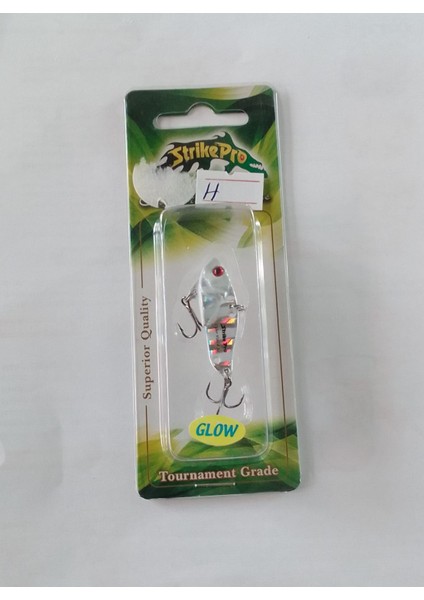 StrikePro
H
Superior Quality
GLOW
Tournament Grade